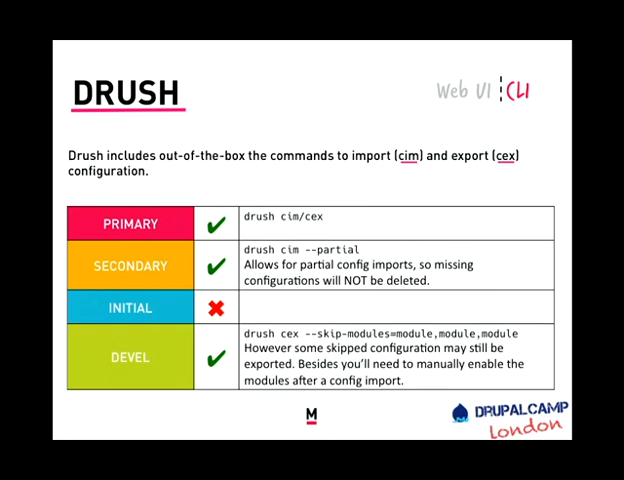 DRUSH
Web UI CLI
Drush includes out-of-the-box the commands to import (cim) and export (cex)
configuration.
PRIMARY
drush cim/cex
SECONDARY
drush cim --partial
Allows for partial config imports, so missing
configurations will NOT be deleted.
INITIAL
DEVEL
drush cex --skip-modules=module,module,module
However some skipped configuration may still be
exported. Besides you'll need to manually enable the
modules after a config import.
M
DRUPALCAMP
London